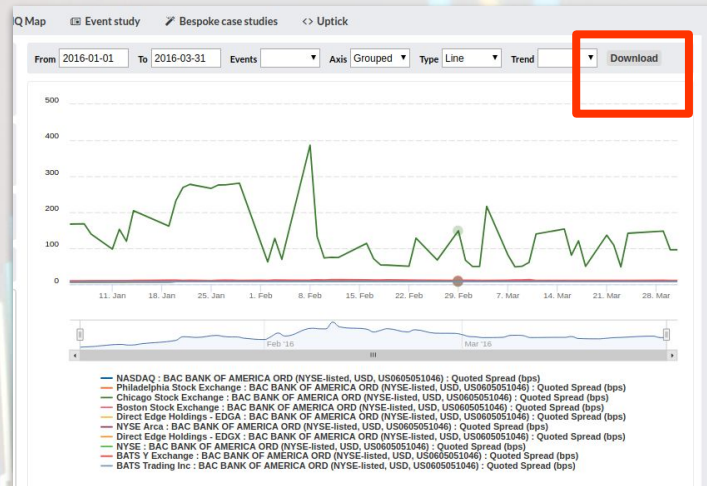 IQ Map Event study Bespoke case studies <> Uptick
From 2016-01-01 To 2016-03-31 Events Axis Grouped Type Line Trend Download
500
400
300
200
100
0
11. Jan 18. Jan 25. Jan 1. Feb 8. Feb 15. Feb 22. Feb 29. Feb 7. Mar 14. Mar 21. Mar 28. Mar
Feb '16 Mar '16
NASDAQ : BAC BANK OF AMERICA ORD (NYSE-listed, USD, US0605051046) : Quoted Spread (bps)
Philadelphia Stock Exchange : BAC BANK OF AMERICA ORD (NYSE-listed, USD, US0605051046) : Quoted Spread (bps)
Chicago Stock Exchange : BAC BANK OF AMERICA ORD (NYSE-listed, USD, US0605051046) : Quoted Spread (bps)
Boston Stock Exchange : BAC BANK OF AMERICA ORD (NYSE-listed, USD, US0605051046) : Quoted Spread (bps)
Direct Edge Holdings - EDGA : BAC BANK OF AMERICA ORD (NYSE-listed, USD, US0605051046) : Quoted Spread (bps)
NYSE Arca : BAC BANK OF AMERICA ORD (NYSE-listed, USD, US0605051046) : Quoted Spread (bps)
Direct Edge Holdings - EDGX : BAC BANK OF AMERICA ORD (NYSE-listed, USD, US0605051046) : Quoted Spread (bps)
NYSE : BAC BANK OF AMERICA ORD (NYSE-listed, USD, US0605051046) : Quoted Spread (bps)
BATS Y Exchange : BAC BANK OF AMERICA ORD (NYSE-listed, USD, US0605051046) : Quoted Spread (bps)
BATS Trading Inc : BAC BANK OF AMERICA ORD (NYSE-listed, USD, US0605051046) : Quoted Spread (bps)